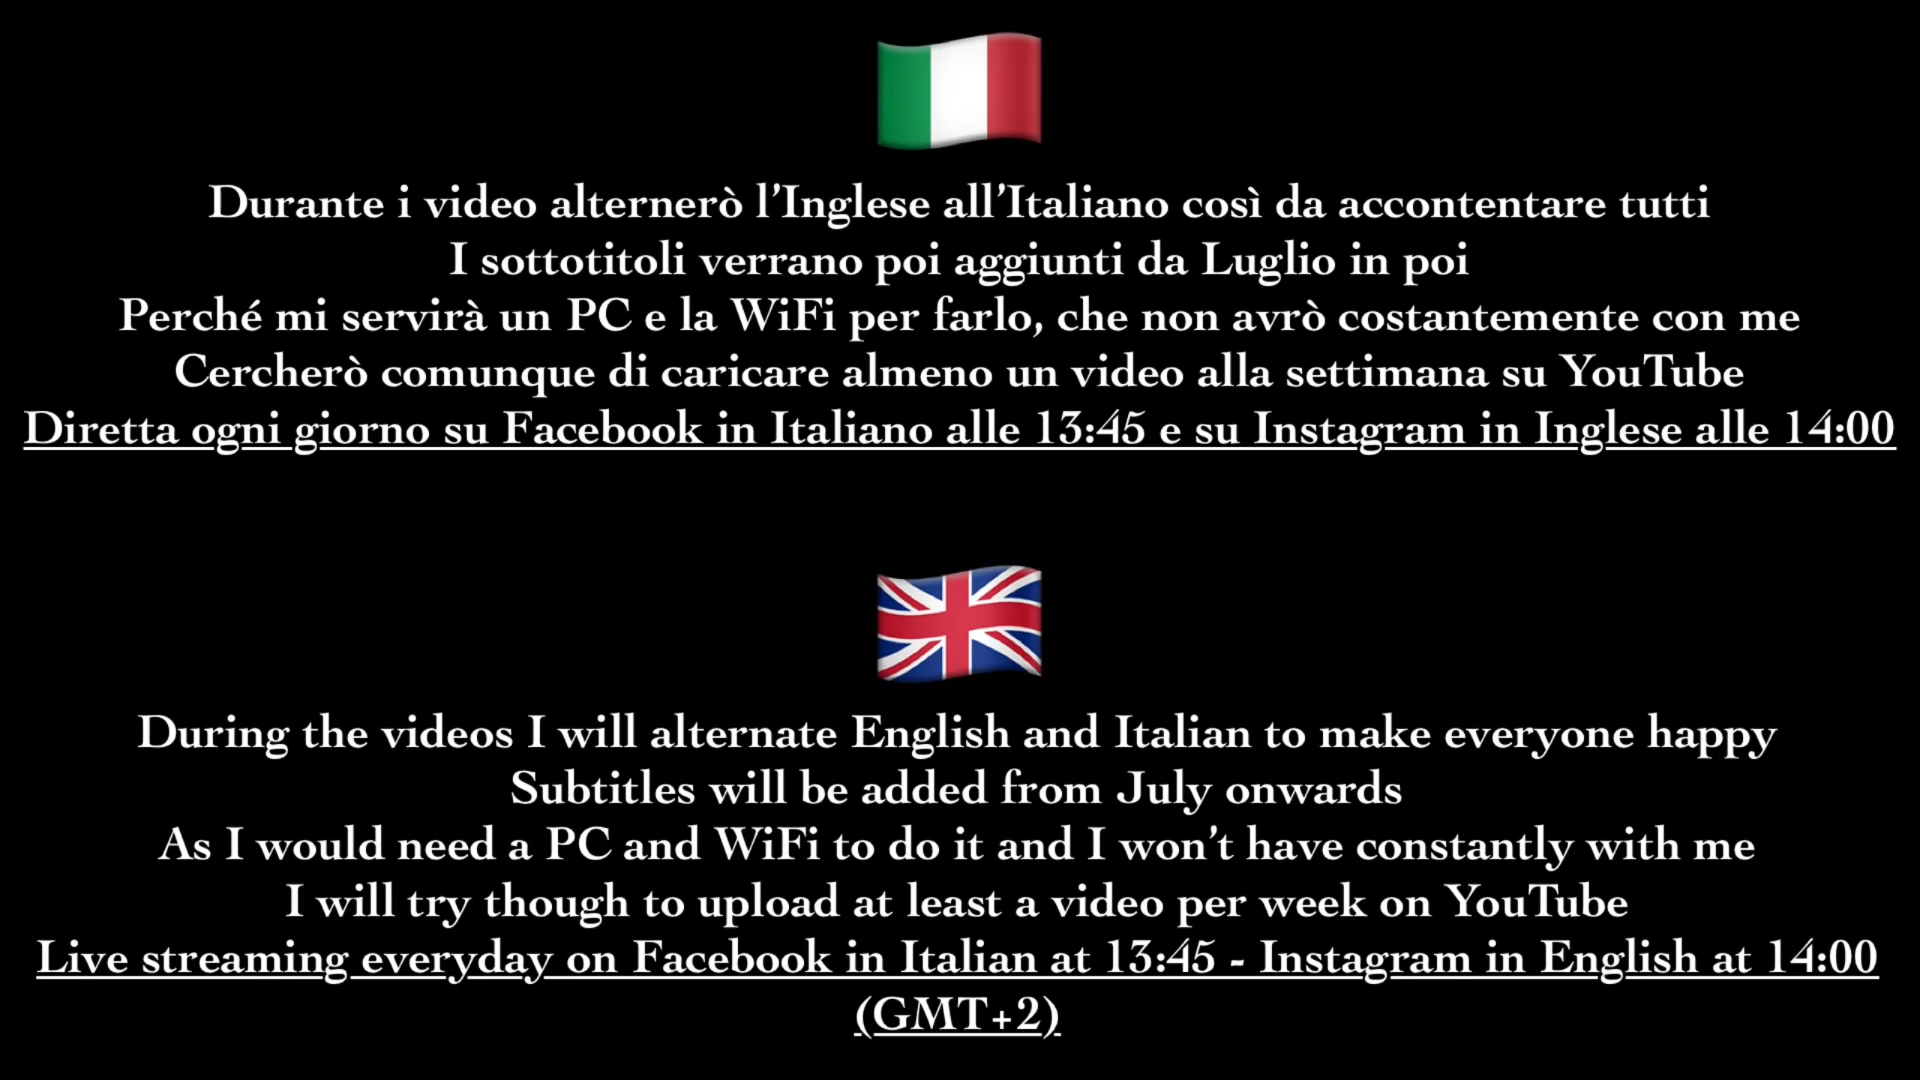 Durante i video alternerò l’Inglese all’Italiano così da accontentare tutti
I sottotitoli verrano poi aggiunti da Luglio in poi
Perché mi servirà un PC e la WiFi per farlo, che non avrò costantemente con me
Cercherò comunque di caricare almeno un video alla settimana su YouTube
Diretta ogni giorno su Facebook in Italiano alle 13:45 e su Instagram in Inglese alle 14:00
During the videos I will alternate English and Italian to make everyone happy
Subtitles will be added from July onwards
As I would need a PC and WiFi to do it and I won’t have constantly with me
I will try though to upload at least a video per week on YouTube
Live streaming everyday on Facebook in Italian at 13:45 - Instagram in English at 14:00
(GMT+2)